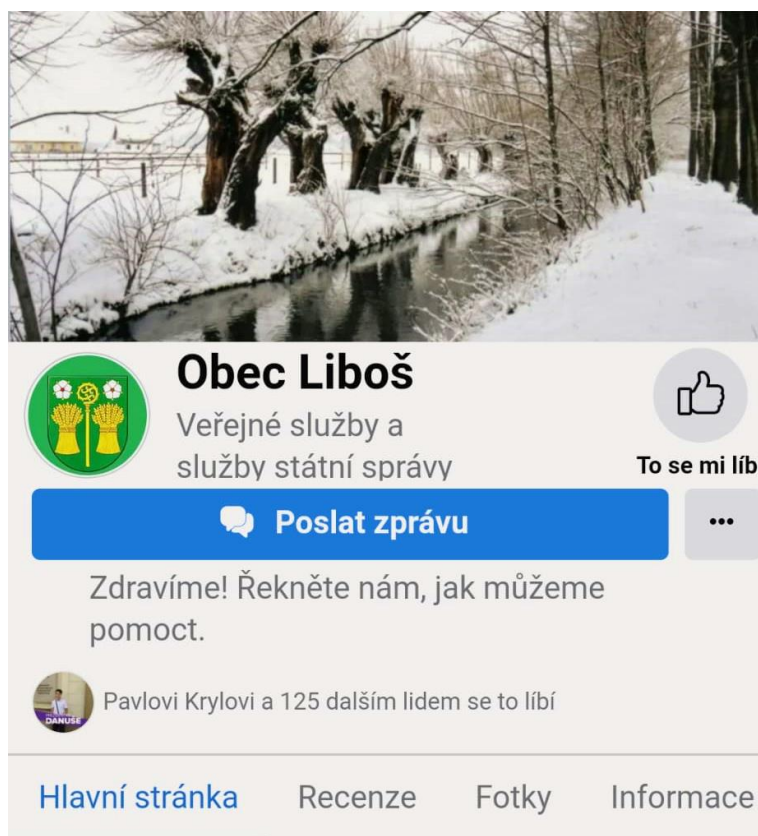 Obec Liboš
Veřejné služby a
služby státní správy
To se mi líb
Poslat zprávu
Zdravíme! Řekněte nám, jak můžeme
pomoct.
DANUŠE
Pavlovi Krylovi a 125 dalším lidem se to líbí
Hlavní stránka Recenze Fotky Informace